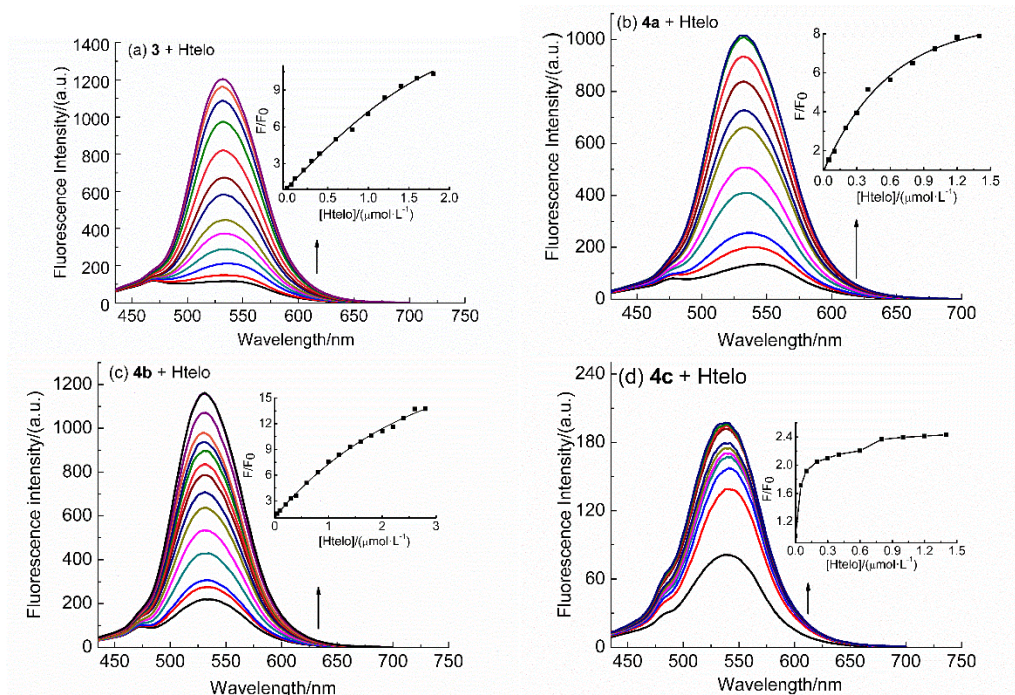 (a) 3 + Htelo
Fluorescence Intensity/(a.u.)
1400
1200
1000
800
600
400
200
0
450 500 550 600 650 700 750
Wavelength/nm
F/F0
9
6
3
0.0 0.4 0.8 1.2 1.6 2.0
[Htelo]/(μmol·L-1)
(b) 4a + Htelo
Fluorescence Intensity/(a.u.)
1000
800
600
400
200
0
450 500 550 600 650 700
Wavelength/nm
F/F0
8
6
4
2
0.0 0.3 0.6 0.9 1.2 1.5
[Htelo]/(μmol·L-1)
(c) 4b + Htelo
Fluorescence intensity/(a.u.)
1200
1000
800
600
400
200
0
450 500 550 600 650 700 750
Wavelength/nm
F/F0
15
12
9
6
3
0 1 2 3
[Htelo]/(μmol·L-1)
(d) 4c + Htelo
Fluorescence Intensity/(a.u.)
240
180
120
60
0
450 500 550 600 650 700 750
Wavelength/nm
F/F0
2.4
2.0
1.6
1.2
0.0 0.3 0.6 0.9 1.2 1.5
[Htelo]/(μmol·L-1)